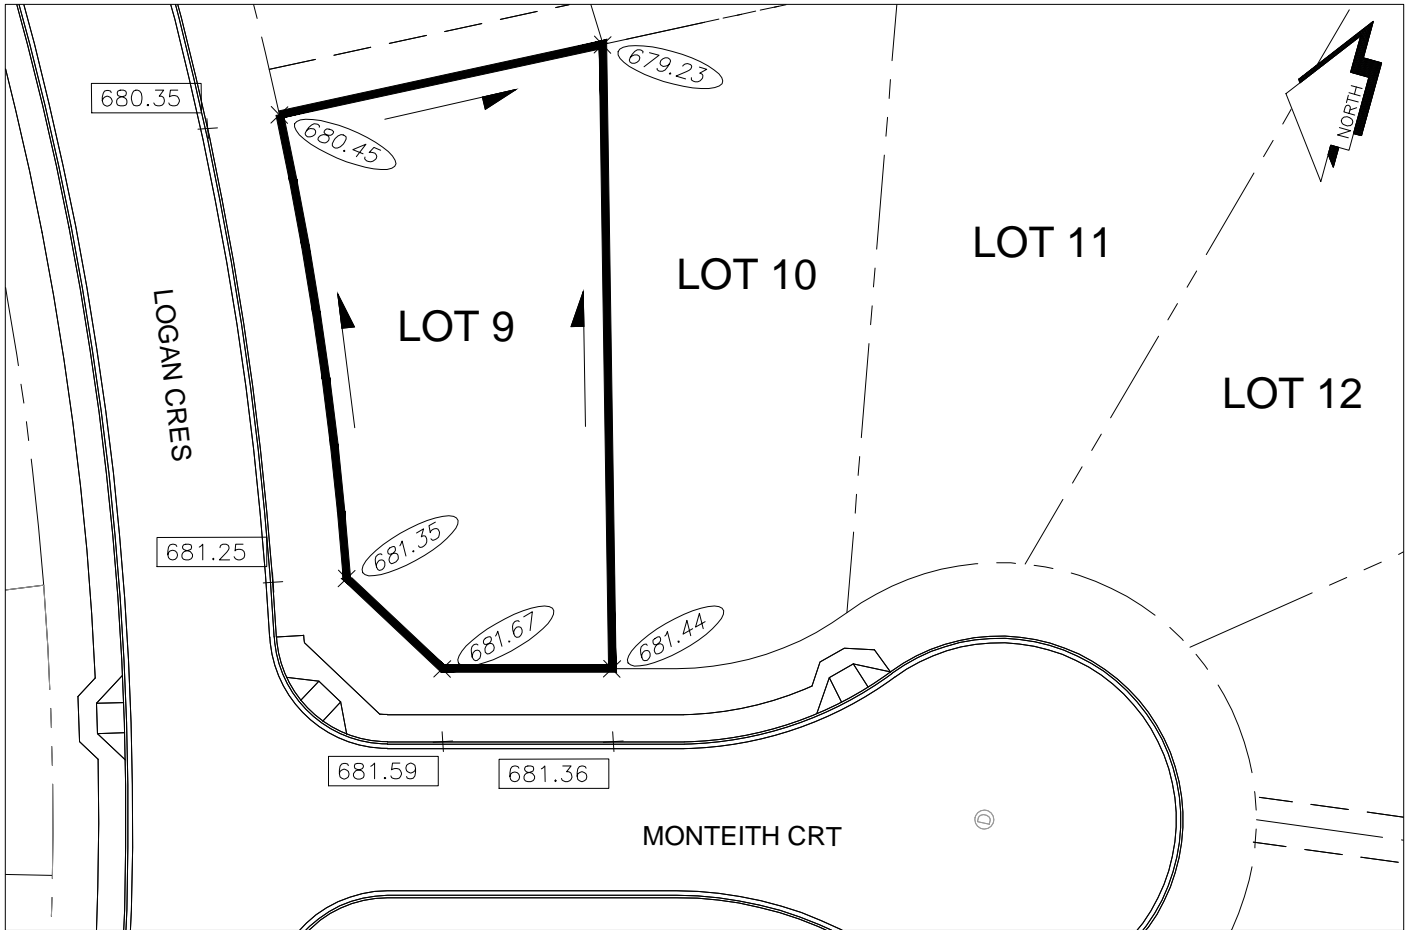 680.35
679.23
680.45
NORTH
LOT 11
LOT 10
LOT 9
LOGAN CRES
LOT 12
681.35
681.25
681.67
681.44
681.59
681.36
MONTEITH CRT
D